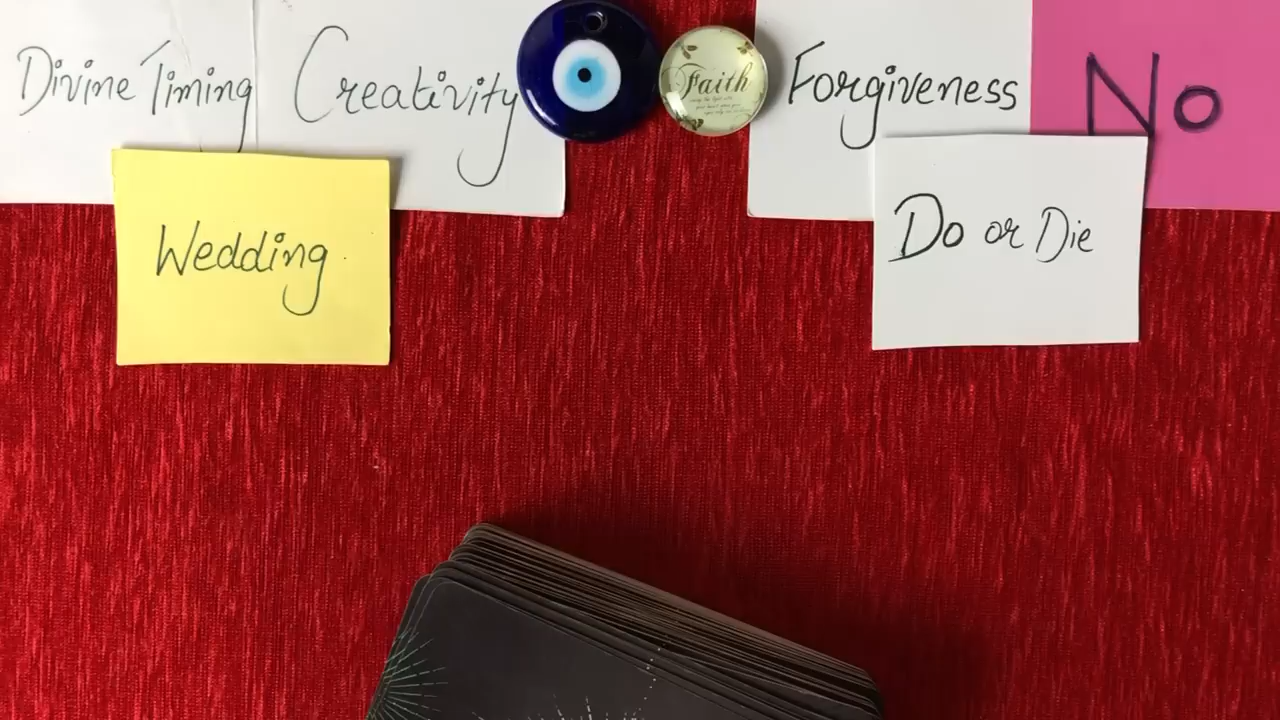 Divine Timing
Creativity
Faith
Forgiveness
No
Wedding
Do or Die